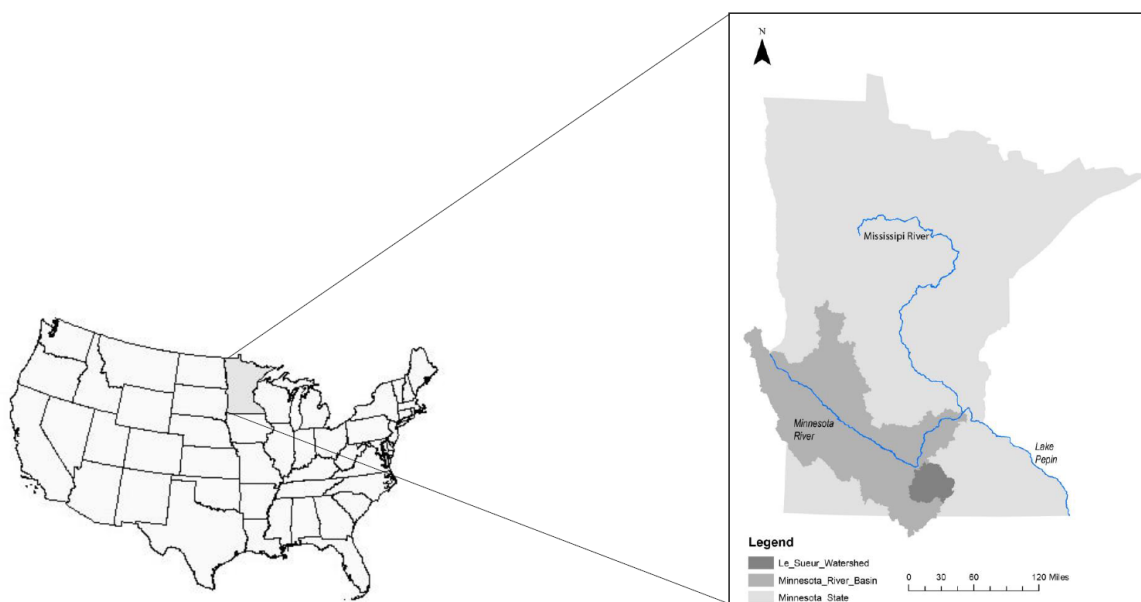 N
Mississipi River
Minnesota
River
Lake
Pepin
Legend
Le_Sueur_Watershed
Minnesota_River_Basin
Minnesota_State
0 30 60 120 Miles